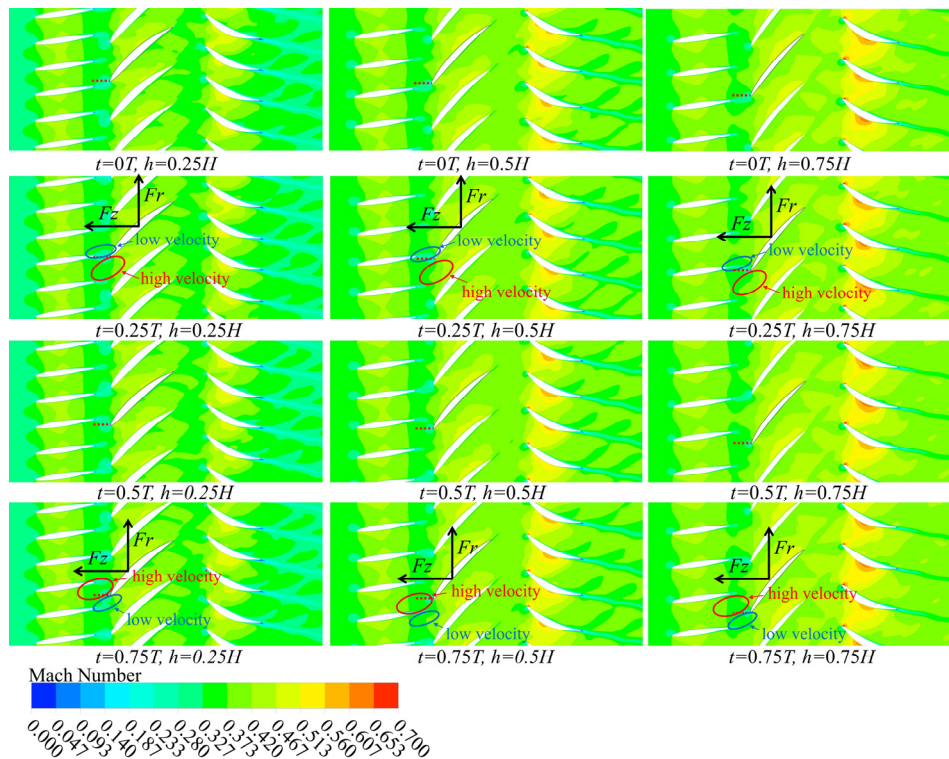 t=0T, h=0.25H
t=0T, h=0.5H
t=0T, h=0.75H
Fr
Fz
low velocity
high velocity
t=0.25T, h=0.25H
Fr
Fz
low velocity
high velocity
t=0.25T, h=0.5H
Fr
Fz
low velocity
high velocity
t=0.25T, h=0.75H
t=0.5T, h=0.25H
t=0.5T, h=0.5H
t=0.5T, h=0.75H
Fr
Fz
high velocity
low velocity
t=0.75T, h=0.25H
Fr
Fz
high velocity
low velocity
t=0.75T, h=0.5H
Fr
Fz
high velocity
low velocity
t=0.75T, h=0.75H
Mach Number
0.000
0.047
0.093
0.140
0.187
0.233
0.280
0.327
0.373
0.420
0.467
0.513
0.560
0.607
0.653
0.700